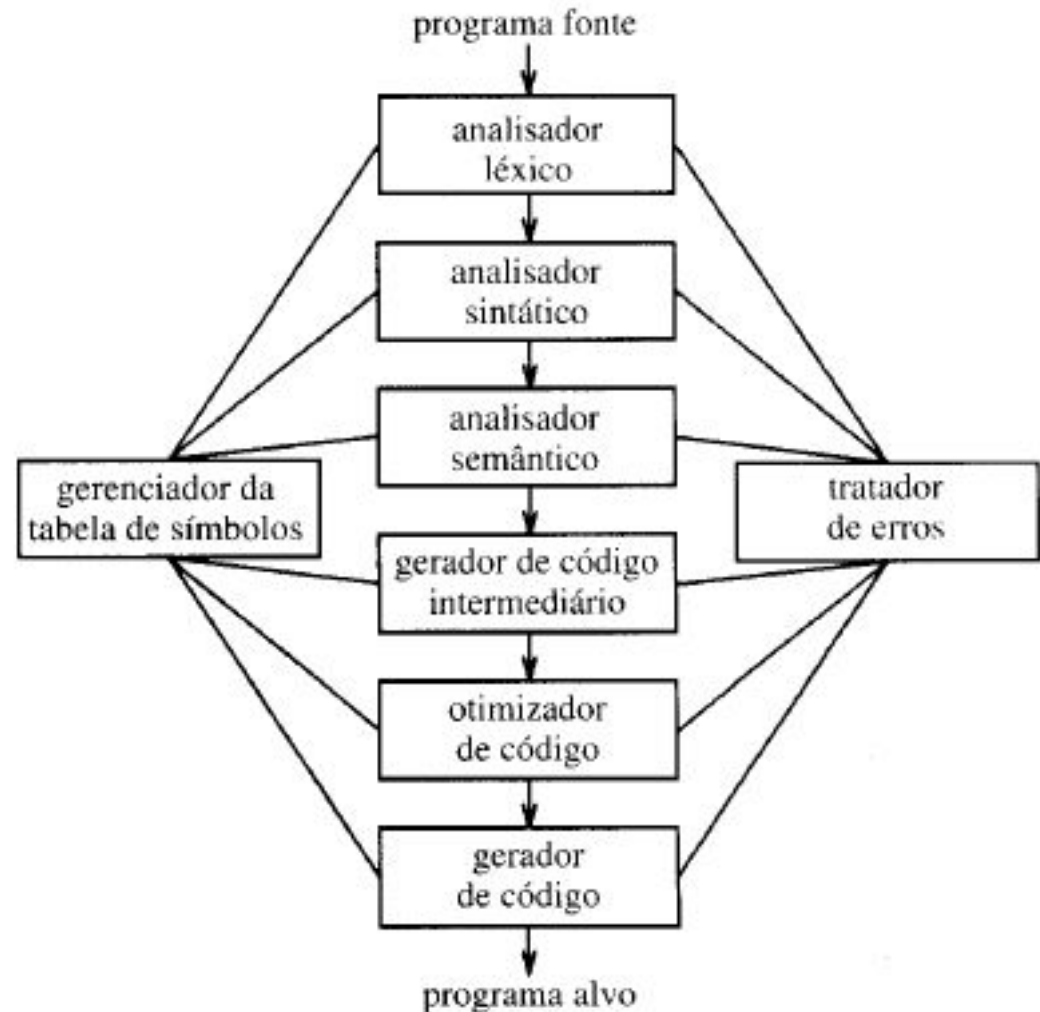 programa fonte
analisador
léxico
analisador
sintático
analisador
semântico
gerenciador da
tabela de símbolos
tratador
de erros
gerador de código
intermediário
otimizador
de código
gerador
de código
programa alvo